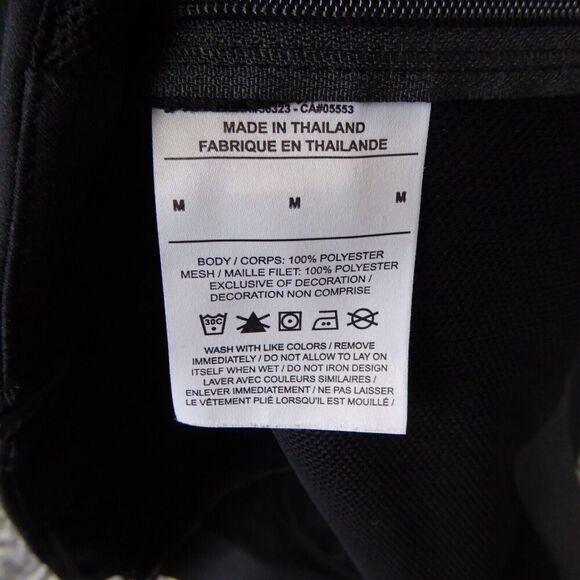 CA#05553
MADE IN THAILAND
FABRIQUE EN THAILANDE
M M M
BODY / CORPS: 100% POLYESTER
MESH / MAILLE FILET: 100% POLYESTER
EXCLUSIVE OF DECORATION /
DECORATION NON COMPRISE
30C
WASH WITH LIKE COLORS / REMOVE
IMMEDIATELY / DO NOT ALLOW TO LAY ON
ITSELF WHEN WET / DO NOT IRON DESIGN
LAVER AVEC COULEURS SIMILAIRES /
ENLEVER IMMEDIATEMENT / NE PAS LAISSER
LE VÊTEMENT PLIÉ LORSQU'IL EST MOUILLÉ /